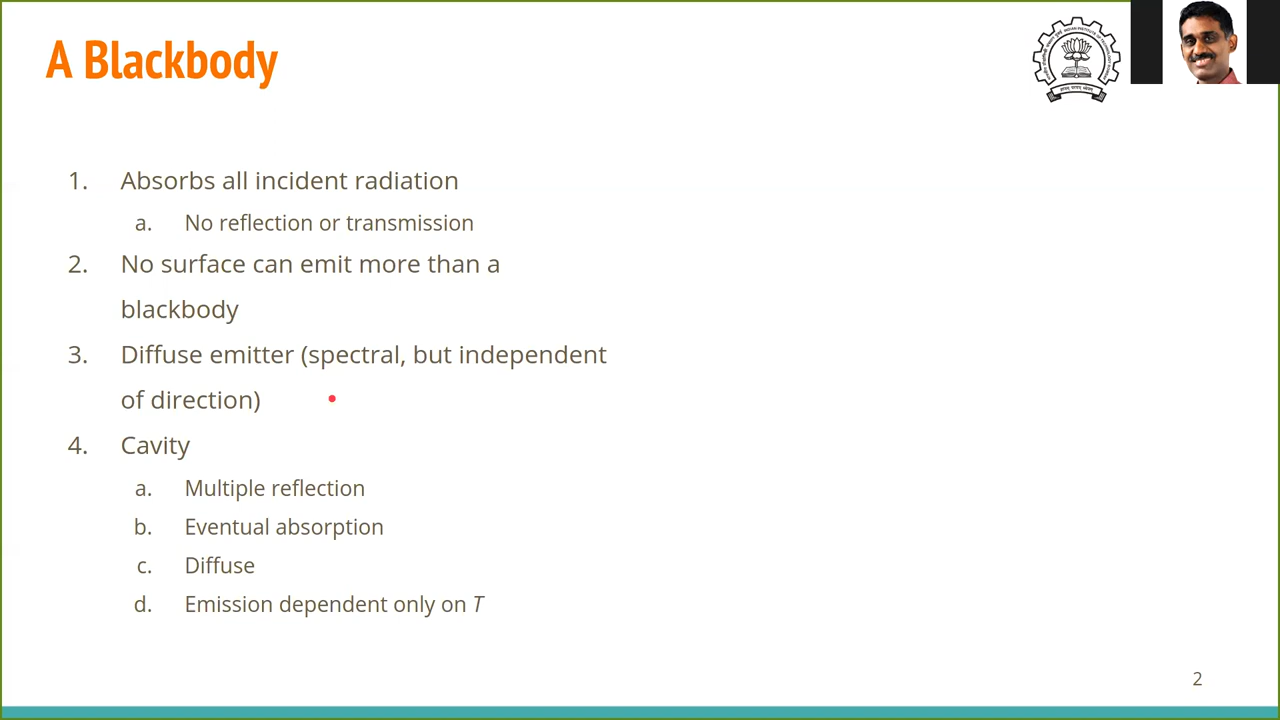 A Blackbody
1. Absorbs all incident radiation
a. No reflection or transmission
2. No surface can emit more than a
blackbody
3. Diffuse emitter (spectral, but independent
of direction)
4. Cavity
a. Multiple reflection
b. Eventual absorption
c. Diffuse
d. Emission dependent only on T
2